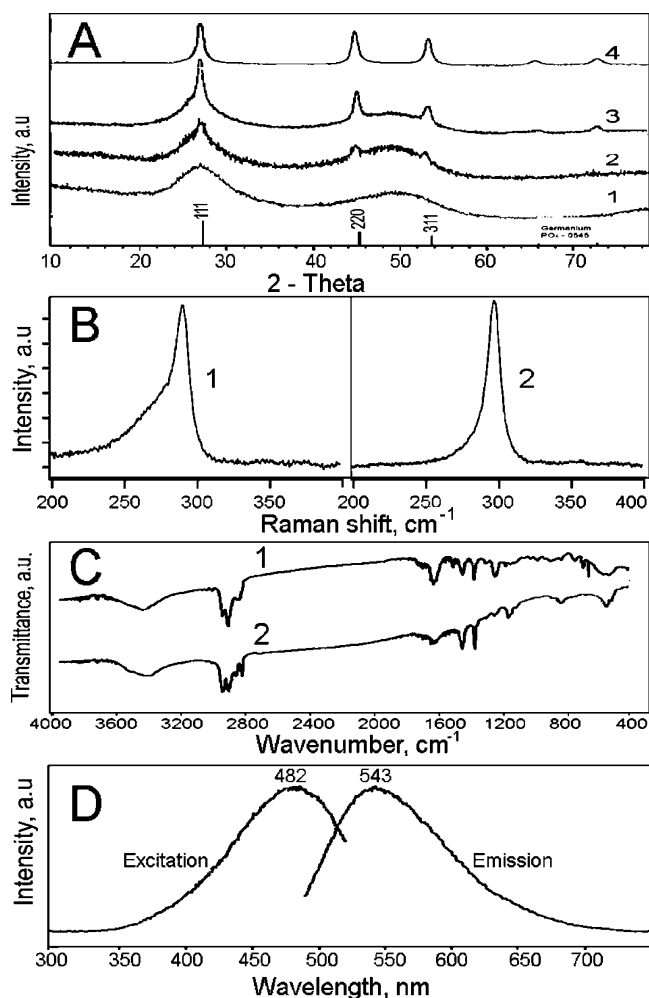 A
Intensity, a.u
4
3
2
1
111
220
311
Germanium
10 20 30 40 50 60 70
2 - Theta
B
Intensity, a.u
1
2
200 250 300 350 200 250 300 350 400
Raman shift, cm-1
C
Transmittance, a.u.
1
2
4000 3600 3200 2800 2400 2000 1600 1200 800 400
Wavenumber, cm-1
D
Intensity, a.u
482 543
Excitation
Emission
300 350 400 450 500 550 600 650 700
Wavelength, nm